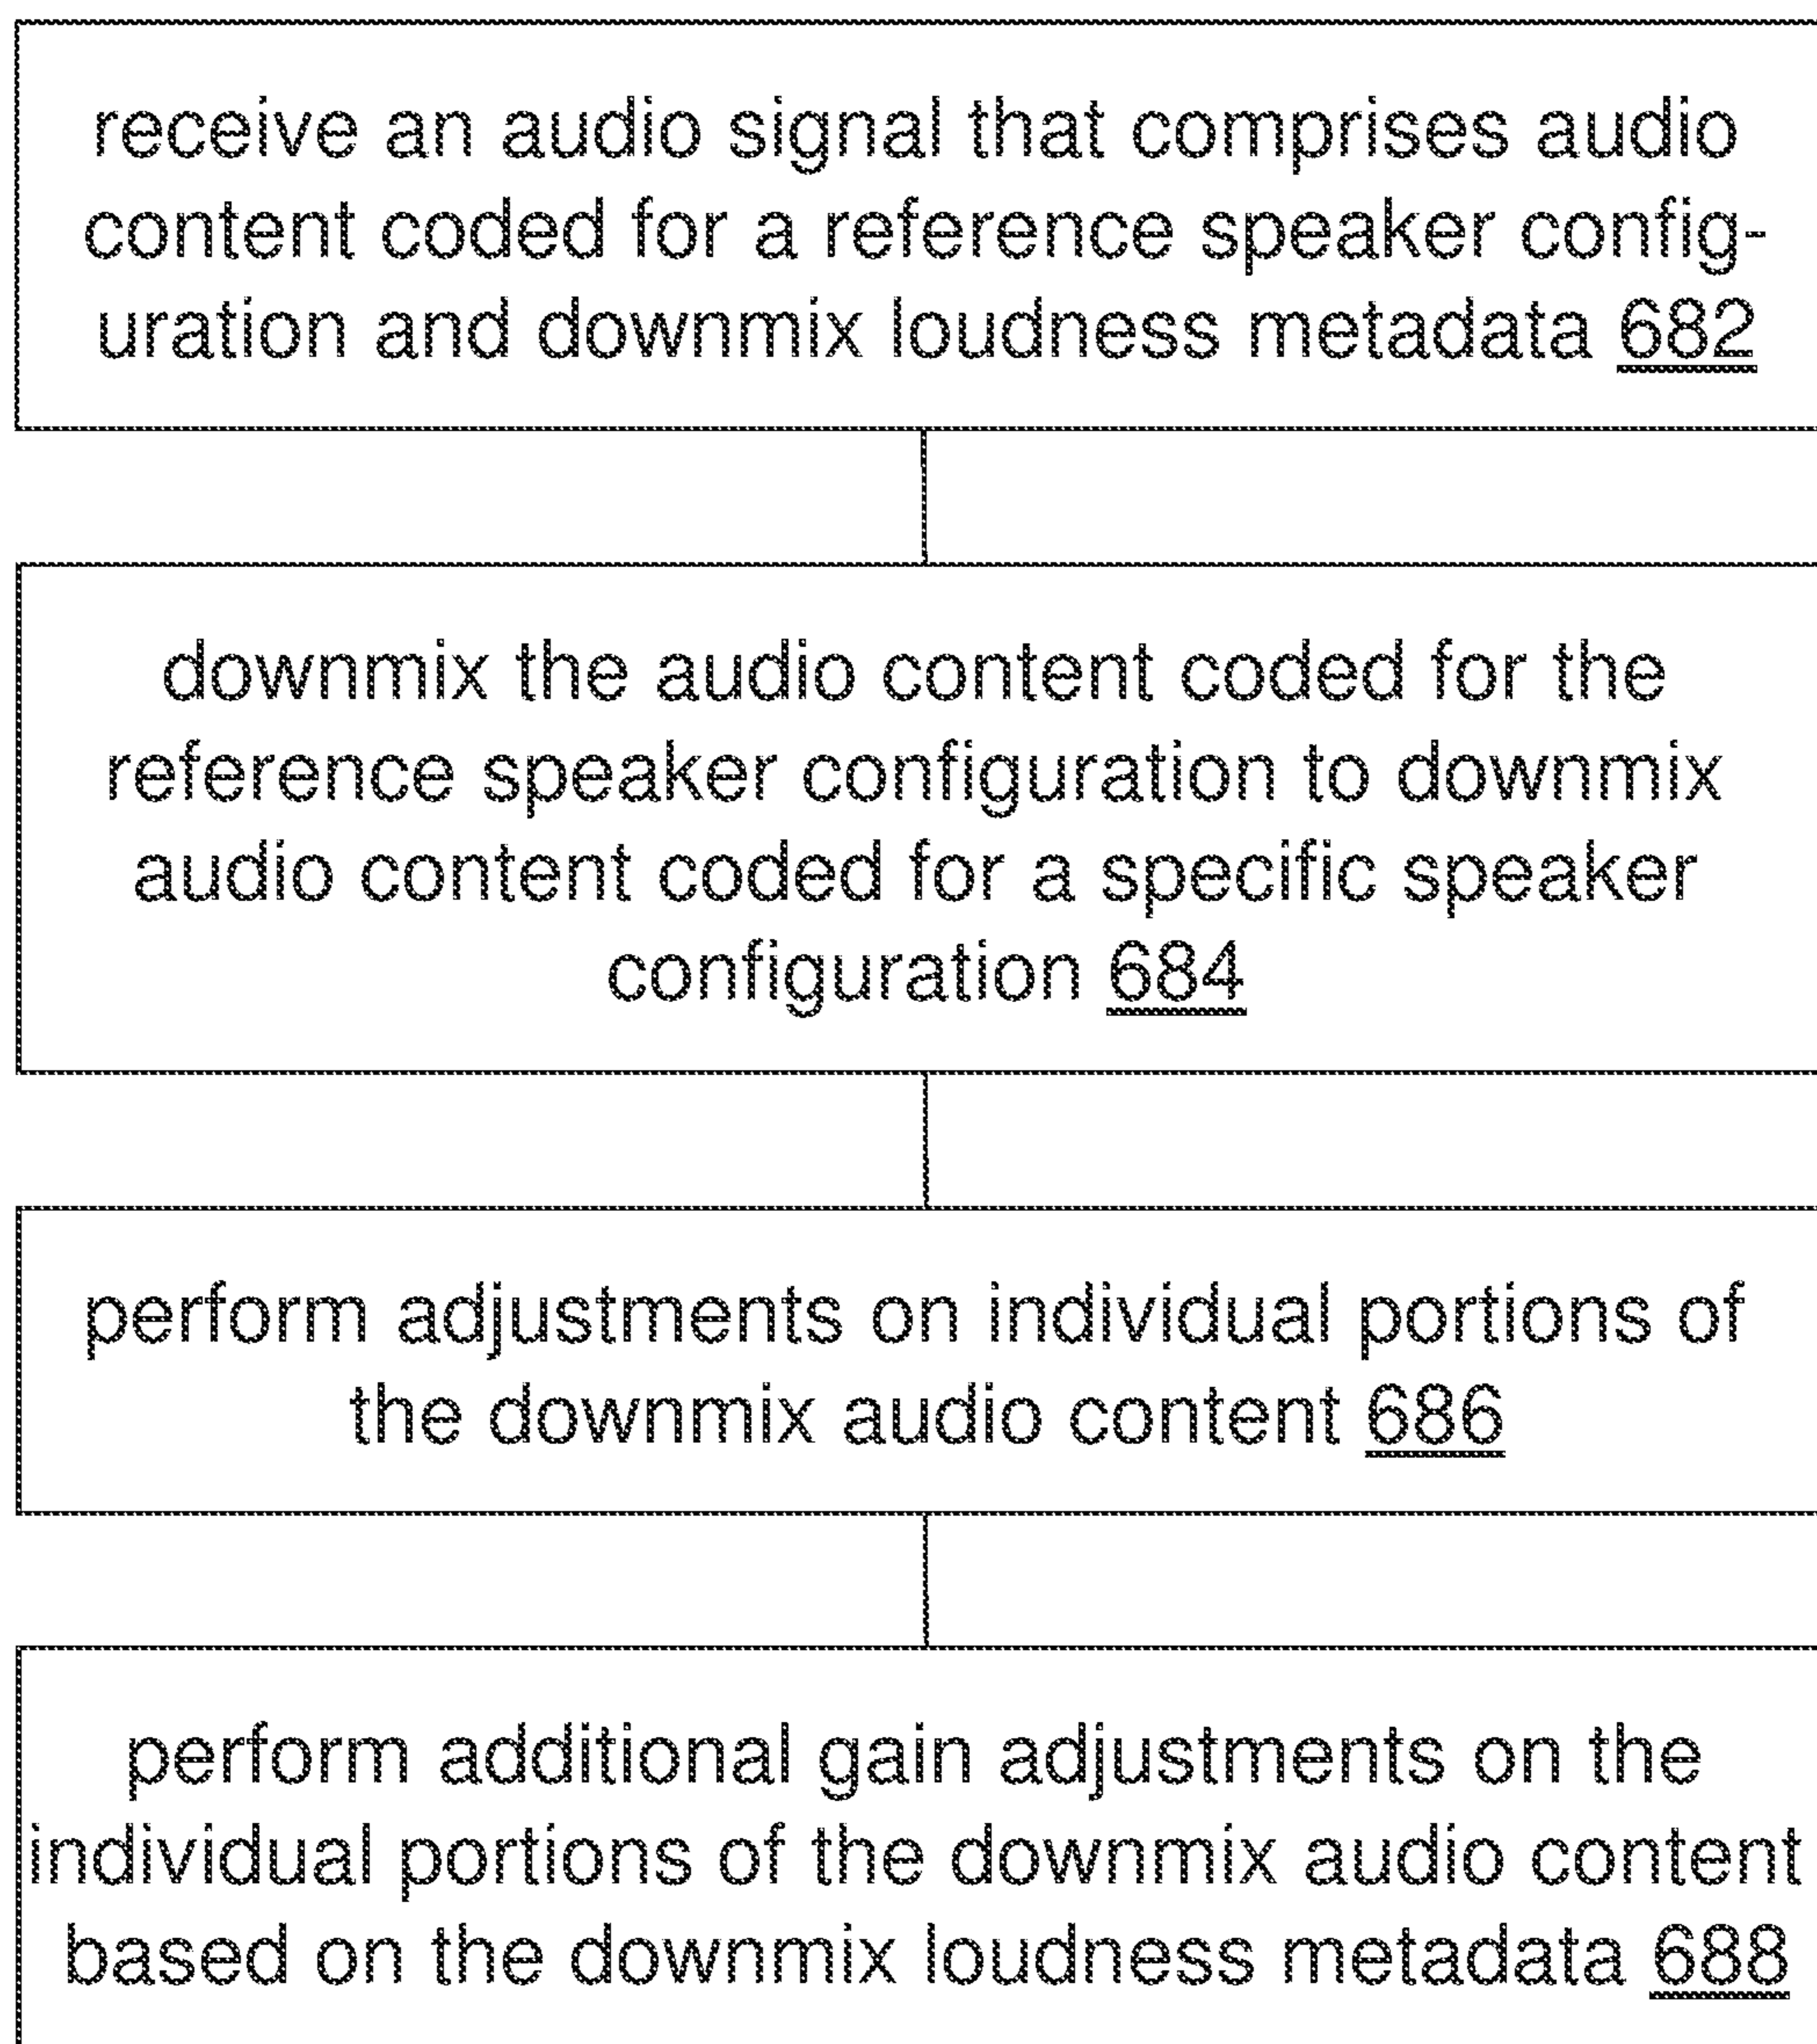 receive an audio signal that comprises audio
content coded for a reference speaker config-
uration and downmix loudness metadata 682
downmix the audio content coded for the
reference speaker configuration to downmix
audio content coded for a specific speaker
configuration 684
perform adjustments on individual portions of
the downmix audio content 686
perform additional gain adjustments on the
individual portions of the downmix audio content
based on the downmix loudness metadata 688